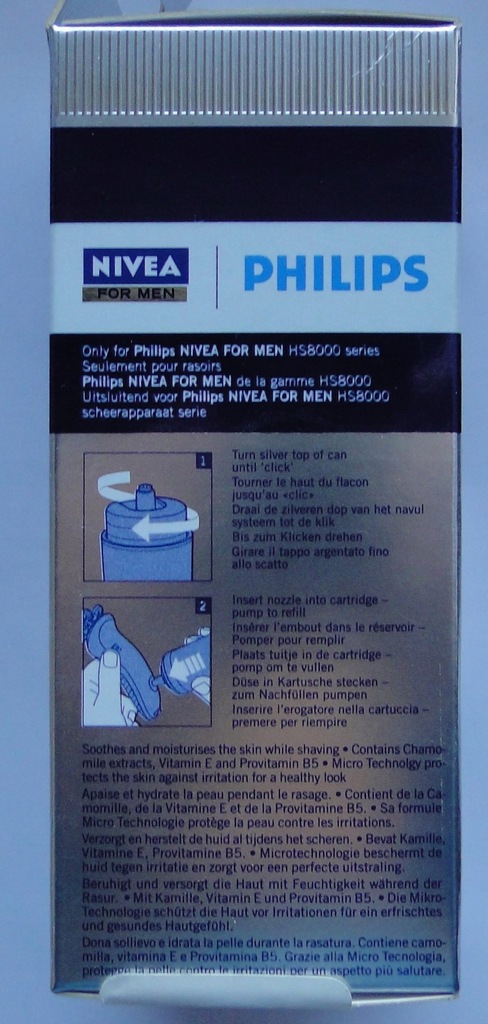 NIVEA
FOR MEN
PHILIPS
Only for Philips NIVEA FOR MEN HS8000 series
Seulement pour rasoirs
Philips NIVEA FOR MEN de la gamme HS8000
Uitsluitend voor Philips NIVEA FOR MEN HS8000
scheerapparaat serie
1
Turn silver top of can
until 'click'
Tourner le haut du flacon
jusqu'au «clic»
Draai de zilveren dop van het navul
systeem tot de klik
Bis zum Klicken drehen
Girare il tappo argentato fino
allo scatto
2
Insert nozzle into cartridge –
pump to refill
Insérer l'embout dans le réservoir –
Pomper pour remplir
Plaats tuitje in de cartridge –
pomp om te vullen
Düse in Kartusche stecken –
zum Nachfüllen pumpen
Inserire l'erogatore nella cartuccia –
premere per riempire
Soothes and moisturises the skin while shaving • Contains Chamo-
mile extracts, Vitamin E and Provitamin B5 • Micro Technolgy pro-
tects the skin against irritation for a healthy look
Apaise et hydrate la peau pendant le rasage. • Contient de la Ca-
momille, de la Vitamine E et de la Provitamine B5. • Sa formule
Micro Technologie protège la peau contre les irritations.
Verzorgt en herstelt de huid al tijdens het scheren. • Bevat Kamille,
Vitamine E, Provitamine B5. • Microtechnologie beschermt de
huid tegen irritatie en zorgt voor een perfecte uitstraling.
Beruhigt und versorgt die Haut mit Feuchtigkeit während der
Rasur. • Mit Kamille, Vitamin E und Provitamin B5. • Die Mikro-
Technologie schützt die Haut vor Irritationen für ein erfrischtes
und gesundes Hautgefühl.
Dona sollievo e idrata la pelle durante la rasatura. Contiene camo-
milla, vitamina E e Provitamina B5. Grazie alla Micro Tecnologia,
protegge la pelle contro le irritazioni per un aspetto più salutare.